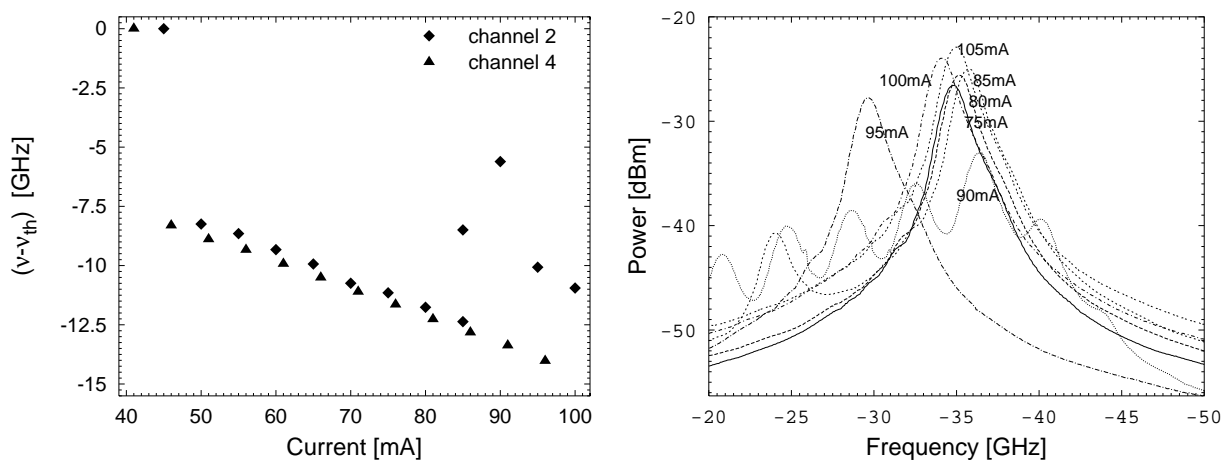 channel 2
channel 4
0
-2.5
-5
-7.5
-10
-12.5
-15
40
50
60
70
80
90
100
(ν-νth) [GHz]
Current [mA]
-20
-30
-40
-50
105mA
100mA
85mA
80mA
75mA
95mA
90mA
-20
-25
-30
-35
-40
-45
-50
Power [dBm]
Frequency [GHz]